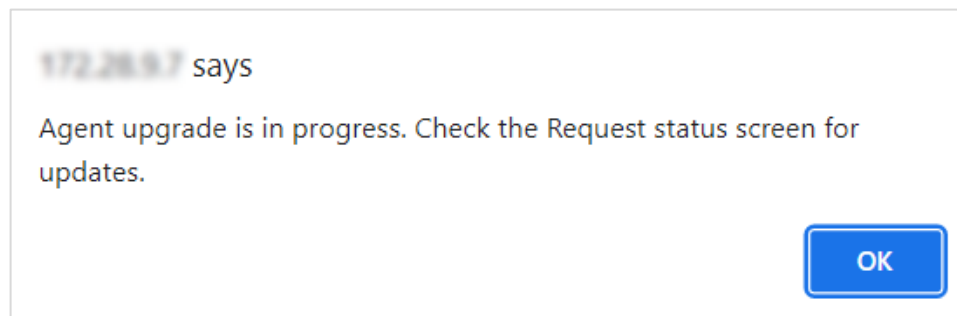 says
Agent upgrade is in progress. Check the Request status screen for
updates.
OK